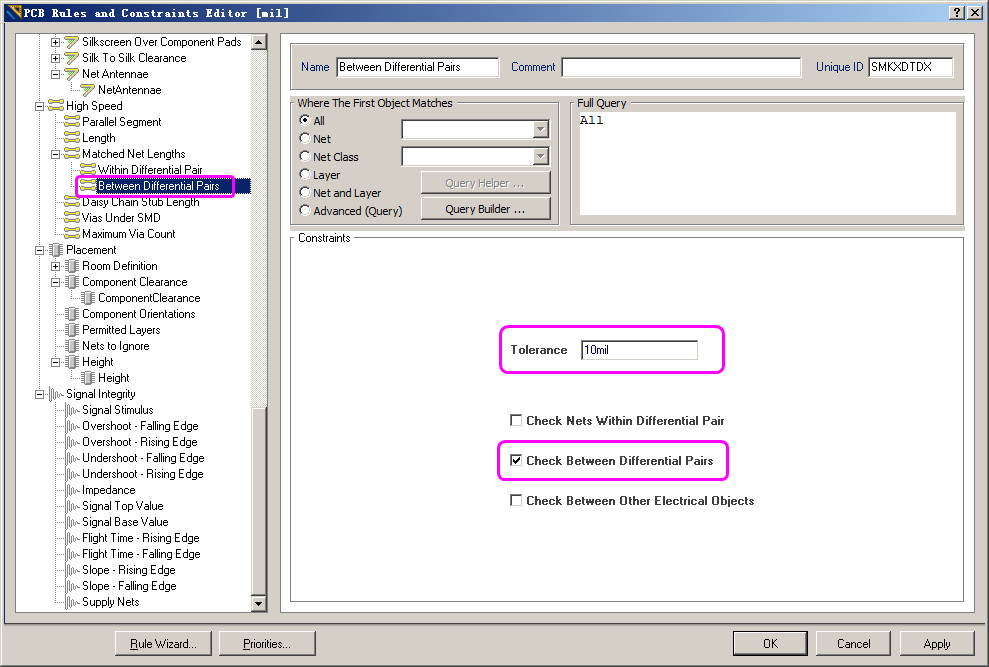 PCB Rules and Constraints Editor [mil]
Silkscreen Over Component Pads
Silk To Silk Clearance
Net Antennae
NetAntennae
High Speed
Parallel Segment
Length
Matched Net Lengths
Within Differential Pair
Between Differential Pairs
Daisy Chain Stub Length
Vias Under SMD
Maximum Via Count
Placement
Room Definition
Component Clearance
ComponentClearance
Component Orientations
Permitted Layers
Nets to Ignore
Height
Height
Signal Integrity
Signal Stimulus
Overshoot - Falling Edge
Overshoot - Rising Edge
Undershoot - Falling Edge
Undershoot - Rising Edge
Impedance
Signal Top Value
Signal Base Value
Flight Time - Rising Edge
Flight Time - Falling Edge
Slope - Rising Edge
Slope - Falling Edge
Supply Nets
Name Between Differential Pairs Comment Unique ID SMKXDTDX
Where The First Object Matches
All
Net
Net Class
Layer
Net and Layer
Advanced (Query)
Query Helper ...
Query Builder ...
Full Query
All
Constraints
Tolerance 10mil
Check Nets Within Differential Pair
Check Between Differential Pairs
Check Between Other Electrical Objects
Rule Wizard... Priorities... OK Cancel Apply